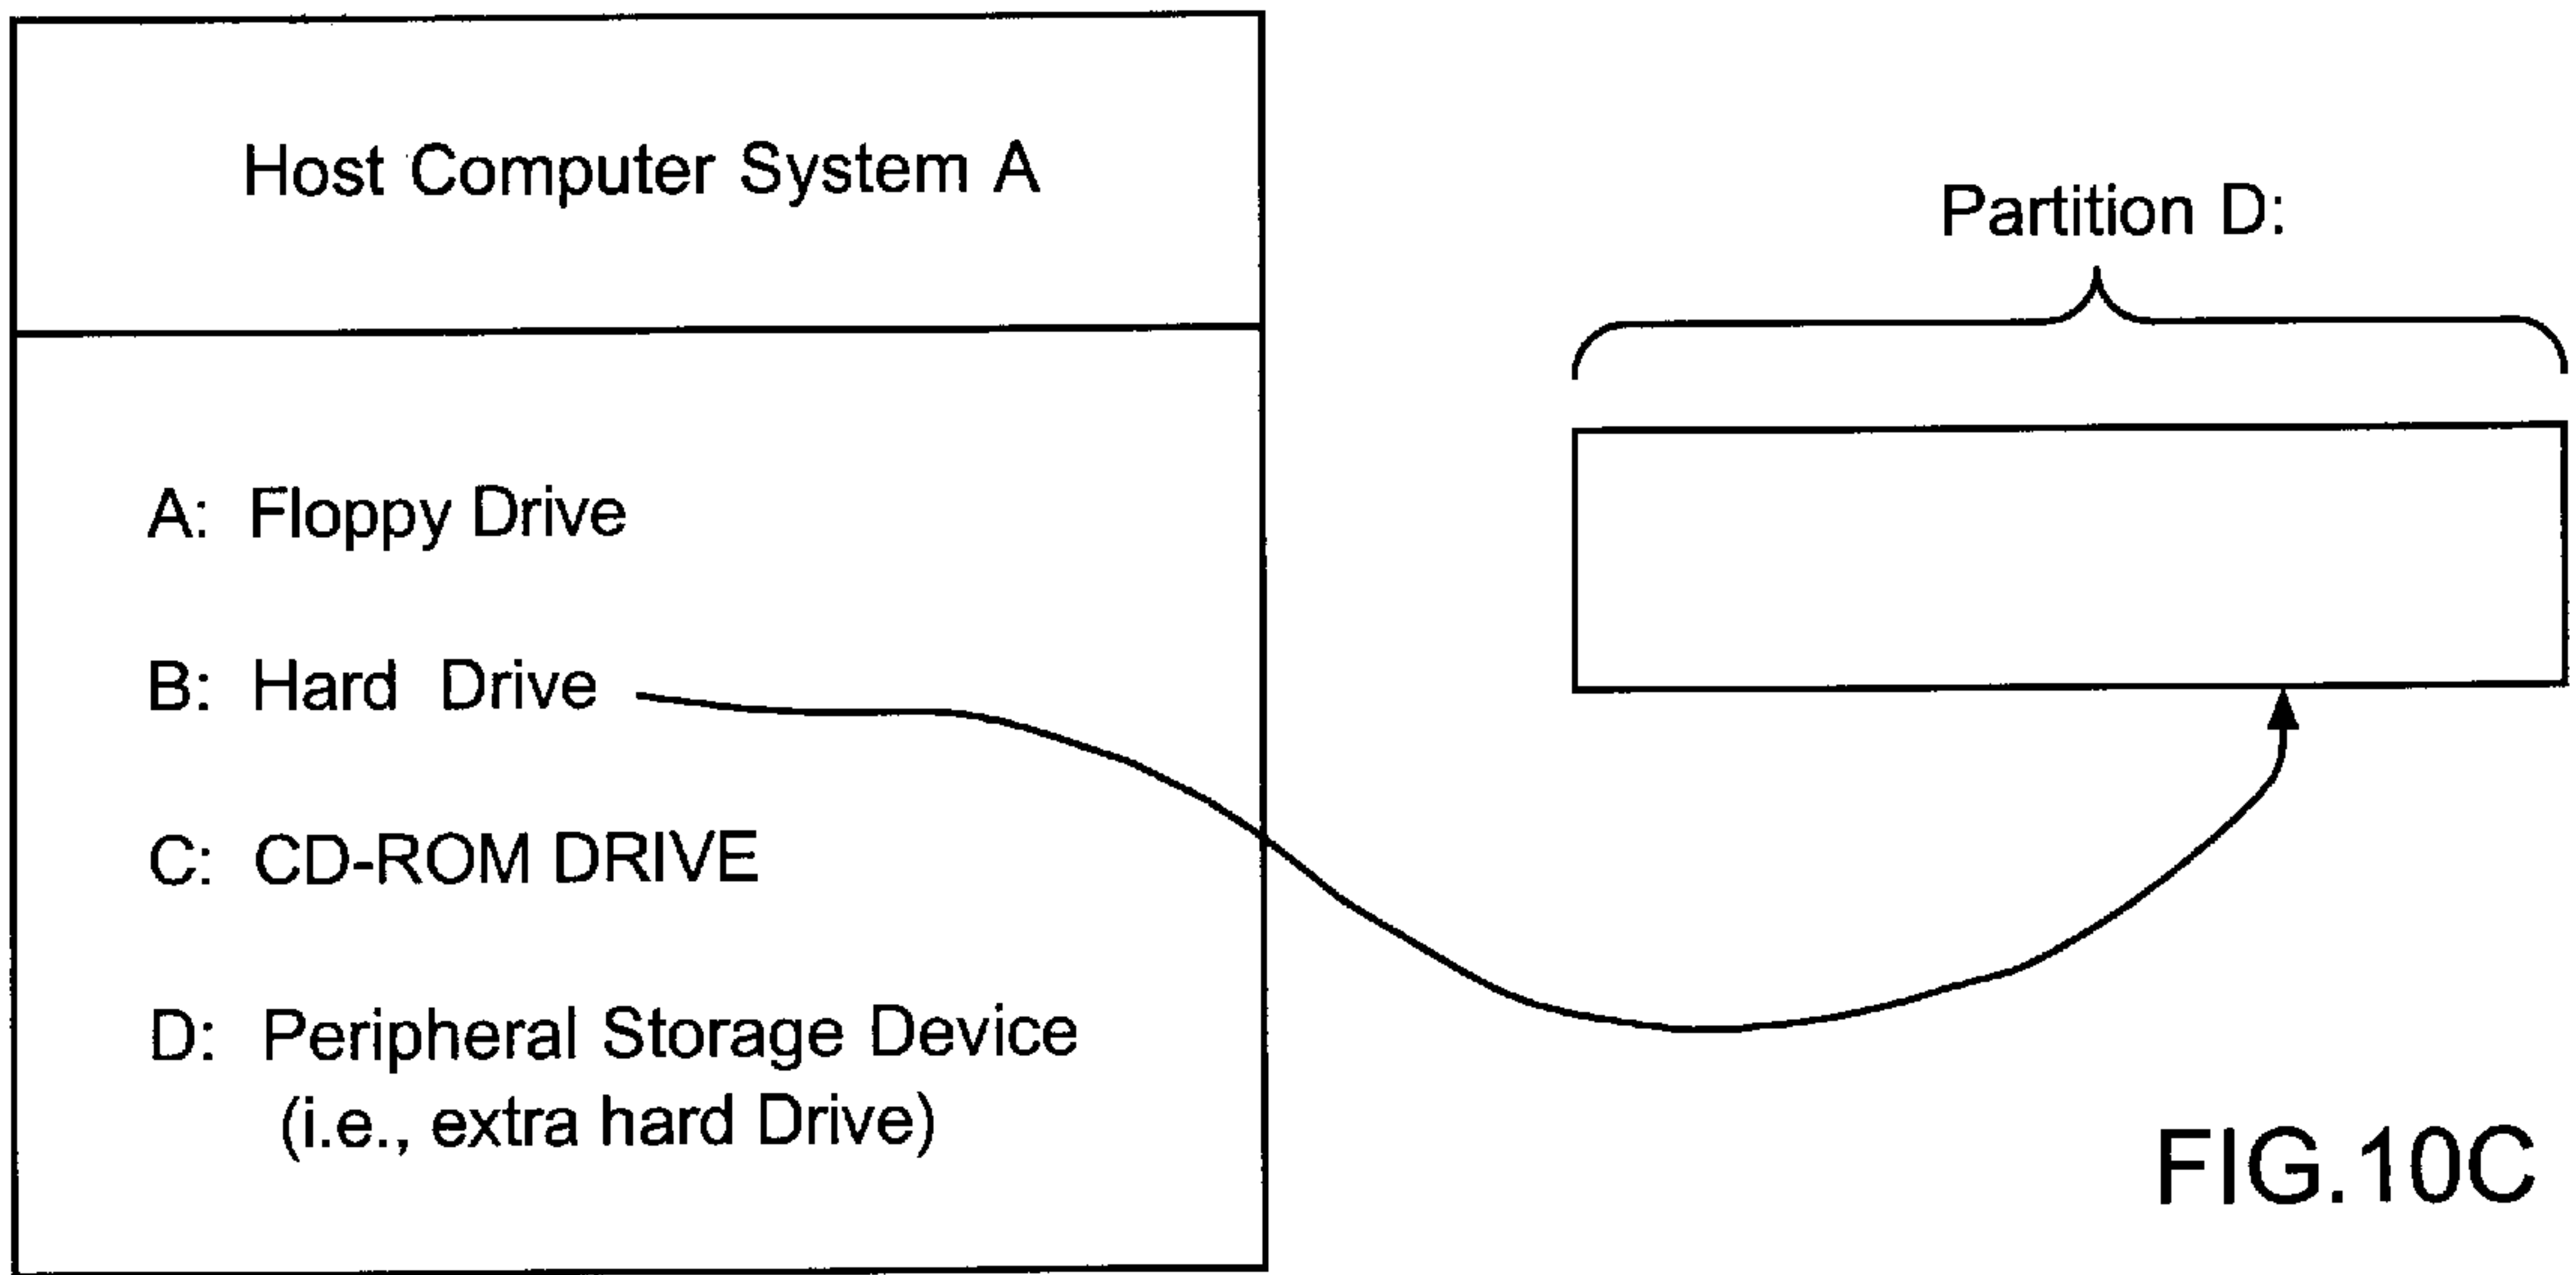 Host Computer System A
Partition D:
A: Floppy Drive
B: Hard Drive
C: CD-ROM DRIVE
D: Peripheral Storage Device
(i.e., extra hard Drive)
FIG.10C